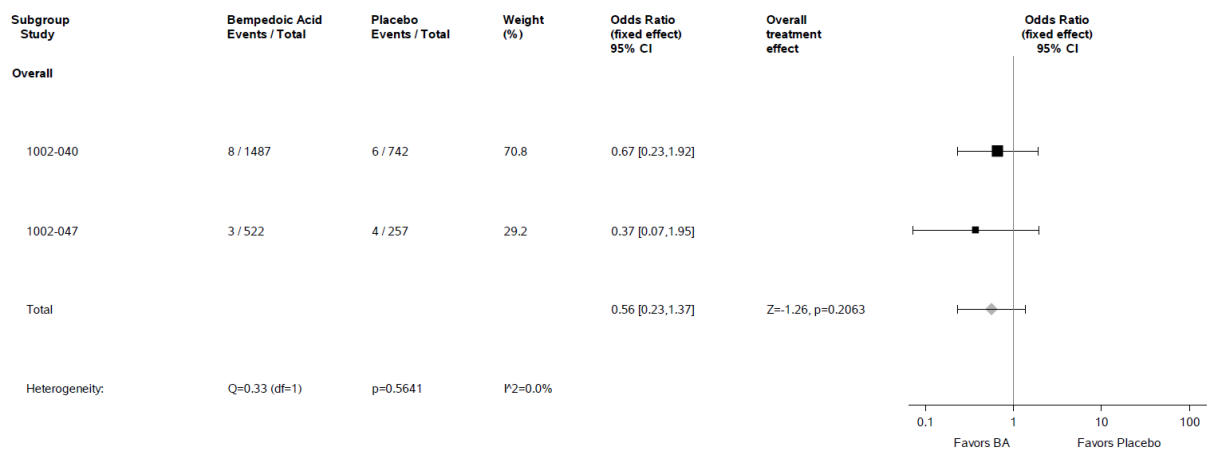 Subgroup Bempedoic Acid Placebo Weight Odds Ratio Overall Odds Ratio
Study Events / Total Events / Total (%) (fixed effect) treatment (fixed effect)
95% CI effect 95% CI
Overall
1002-040 8 / 1487 6 / 742 70.8 0.67 [0.23,1.92]
1002-047 3 / 522 4 / 257 29.2 0.37 [0.07,1.95]
Total 0.56 [0.23,1.37] Z=-1.26, p=0.2063
Heterogeneity: Q=0.33 (df=1) p=0.5641 I^2=0.0%
0.1 1 10 100
Favors BA Favors Placebo